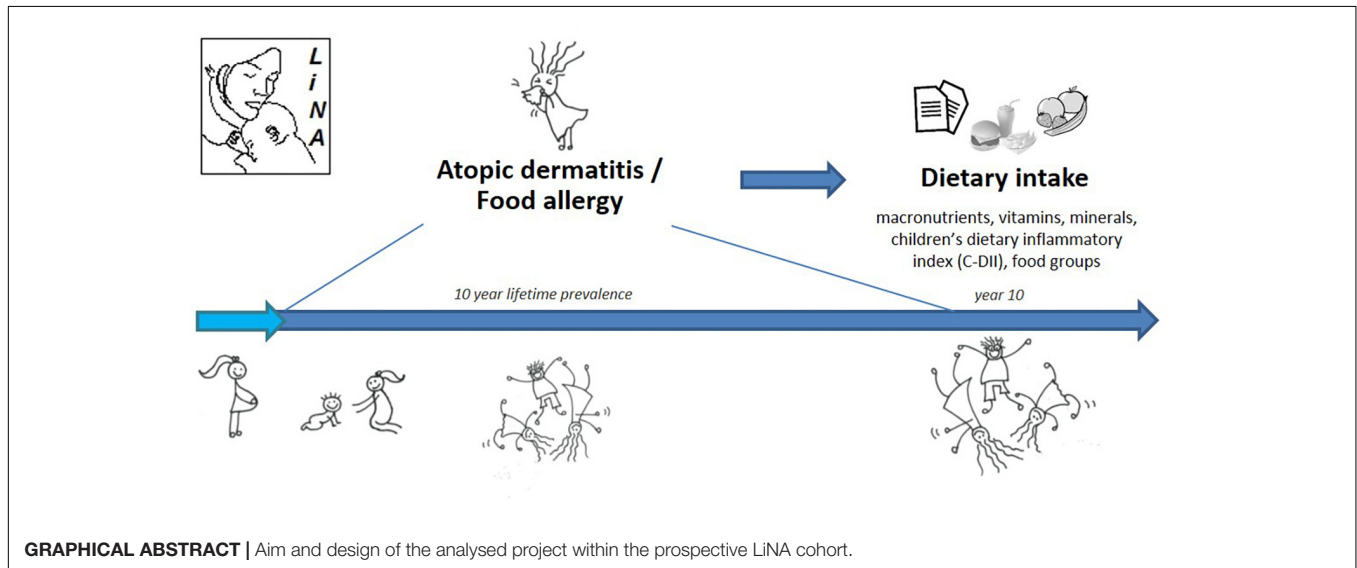 L
i
N
A
Atopic dermatitis /
Food allergy
Dietary intake
macronutrients, vitamins, minerals,
children's dietary inflammatory
index (C-DII), food groups
10 year lifetime prevalence
year 10
GRAPHICAL ABSTRACT | Aim and design of the analysed project within the prospective LiNA cohort.